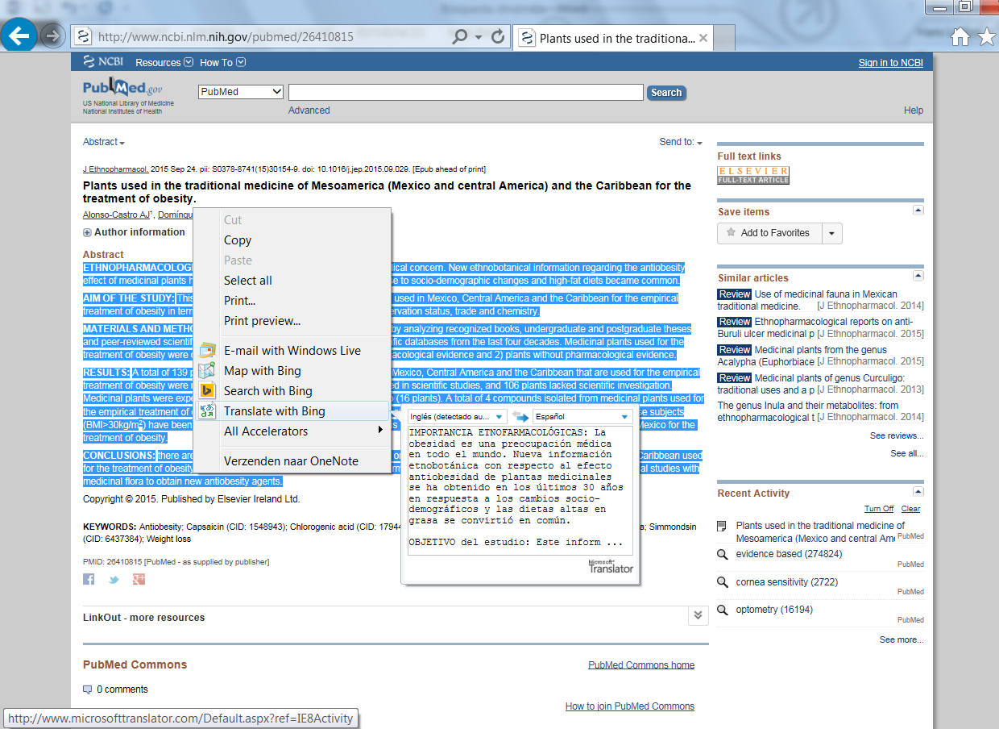 http://www.ncbi.nlm.nih.gov/pubmed/26410815
Plants used in the traditiona...
NCBI Resources How To
Sign in to NCBI
PubMed.gov
US National Library of Medicine
National Institutes of Health
PubMed
Search
Advanced
Help
Abstract
Send to:
J Ethnopharmacol. 2015 Sep 24. pii: S0378-8741(15)30154-9. doi: 10.1016/j.jep.2015.09.029. [Epub ahead of print]
Plants used in the traditional medicine of Mesoamerica (Mexico and central America) and the Caribbean for the
treatment of obesity.
Alonso-Castro AJ1, Domíngu
Author information
Abstract
ETHNOPHARMACOLOGI ical concern. New ethnobotanical information regarding the antiobesity
effect of medicinal plants h e to socio-demographic changes and high-fat diets became common.
AIM OF THE STUDY: This used in Mexico, Central America and the Caribbean for the empirical
treatment of obesity in term ervation status, trade and chemistry.
MATERIALS AND METHO by analyzing recognized books, undergraduate and postgraduate theses
and peer-reviewed scientif fic databases from the last four decades. Medicinal plants used for the
treatment of obesity were acological evidence and 2) plants without pharmacological evidence.
RESULTS: A total of 139 p Mexico, Central America and the Caribbean that are used for the empirical
treatment of obesity were ed in scientific studies, and 106 plants lacked scientific investigation.
Medicinal plants were expe (16 plants). A total of 4 compounds isolated from medicinal plants used for
the empirical treatment of se subjects
(BMI>30kg/m2) have been is Mexico for the
treatment of obesity.
CONCLUSIONS: there are Caribbean used
for the treatment of obesity al studies with
medicinal flora to obtain new antiobesity agents.
Copyright © 2015. Published by Elsevier Ireland Ltd.
KEYWORDS: Antiobesity; Capsaicin (CID: 1548943); Chlorogenic acid (CID: 17944 a; Simmondsin
(CID: 6437384); Weight loss
PMID: 26410815 [PubMed - as supplied by publisher]
LinkOut - more resources
PubMed Commons
PubMed Commons home
0 comments
How to join PubMed Commons
Cut
Copy
Paste
Select all
Print...
Print preview...
E-mail with Windows Live
Map with Bing
Search with Bing
Translate with Bing
All Accelerators
Verzenden naar OneNote
Inglés (detectado au...
Español
IMPORTANCIA ETNOFARMACOLÓGICAS: La
obesidad es una preocupación médica
en todo el mundo. Nueva información
etnobotánica con respecto al efecto
antiobesidad de plantas medicinales
se ha obtenido en los últimos 30 años
en respuesta a los cambios socio-
demográficos y las dietas altas en
grasa se convirtió en común.
OBJETIVO del estudio: Este inform ...
Microsoft
Translator
Full text links
ELSEVIER
FULL-TEXT ARTICLE
Save items
Add to Favorites
Similar articles
Review Use of medicinal fauna in Mexican
traditional medicine. [J Ethnopharmacol. 2014]
Review Ethnopharmacological reports on anti-
Buruli ulcer medicinal p [J Ethnopharmacol. 2015]
Review Medicinal plants from the genus
Acalypha (Euphorbiace [J Ethnopharmacol. 2015]
Review Medicinal plants of genus Curculigo:
traditional uses and a p [J Ethnopharmacol. 2013]
The genus Inula and their metabolites: from
ethnopharmacological t [J Ethnopharmacol. 2014]
See reviews...
See all...
Recent Activity
Turn Off Clear
Plants used in the traditional medicine of
Mesoamerica (Mexico and central Ame PubMed
evidence based (274824)
PubMed
cornea sensitivity (2722)
PubMed
optometry (16194)
PubMed
See more...
http://www.microsofttranslator.com/Default.aspx?ref=IE8Activity